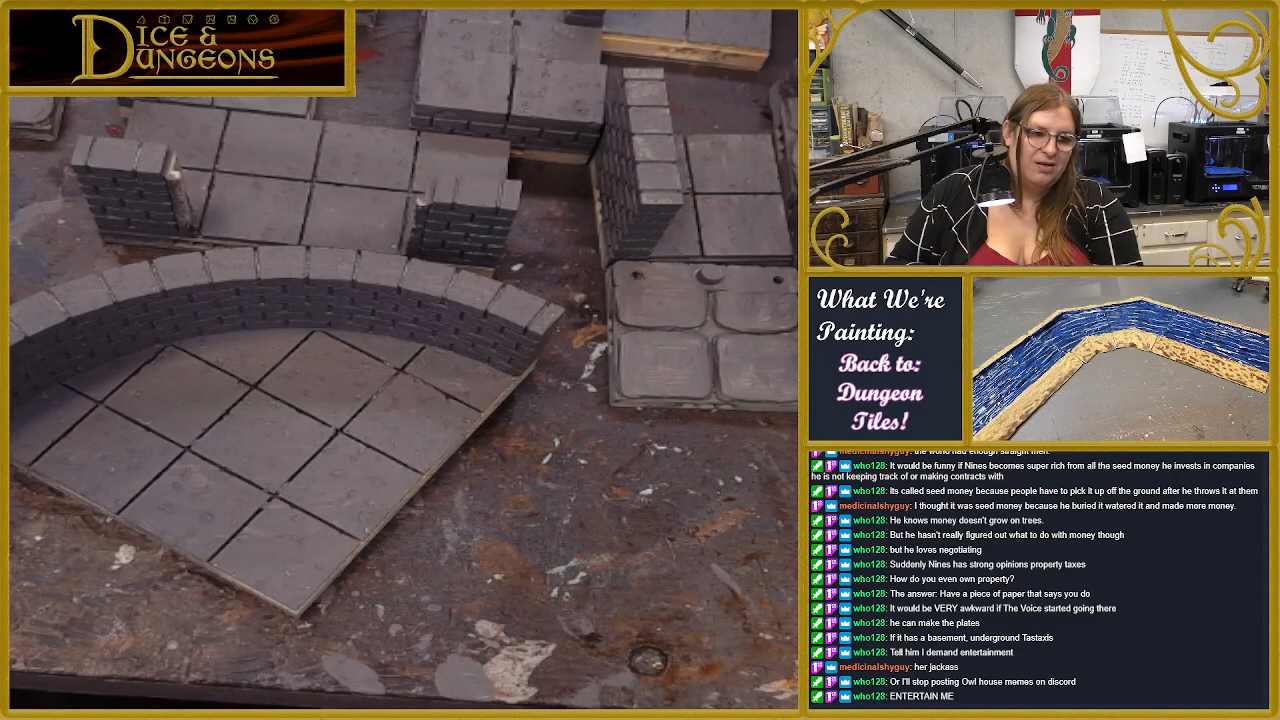 DICE &
DUNGEONS
What We're
Painting:
Back to:
Dungeon
Tiles!
medicinalshyguy: the world had enough straight men.
who128: It would be funny if Nines becomes super rich from all the seed money he invests in companies
he is not keeping track of or making contracts with
who128: Its called seed money because people have to pick it up off the ground after he throws it at them
medicinalshyguy: I thought it was seed money because he buried it watered it and made more money.
who128: He knows money doesn't grow on trees.
who128: But he hasn't really figured out what to do with money though
who128: but he loves negotiating
who128: Suddenly Nines has strong opinions property taxes
who128: How do you even own property?
who128: The answer: Have a piece of paper that says you do
who128: It would be VERY awkward if The Voice started going there
who128: he can make the plates
who128: If it has a basement, underground Tastaxis
who128: Tell him I demand entertainment
medicinalshyguy: her jackass
who128: Or I'll stop posting Owl house memes on discord
who128: ENTERTAIN ME